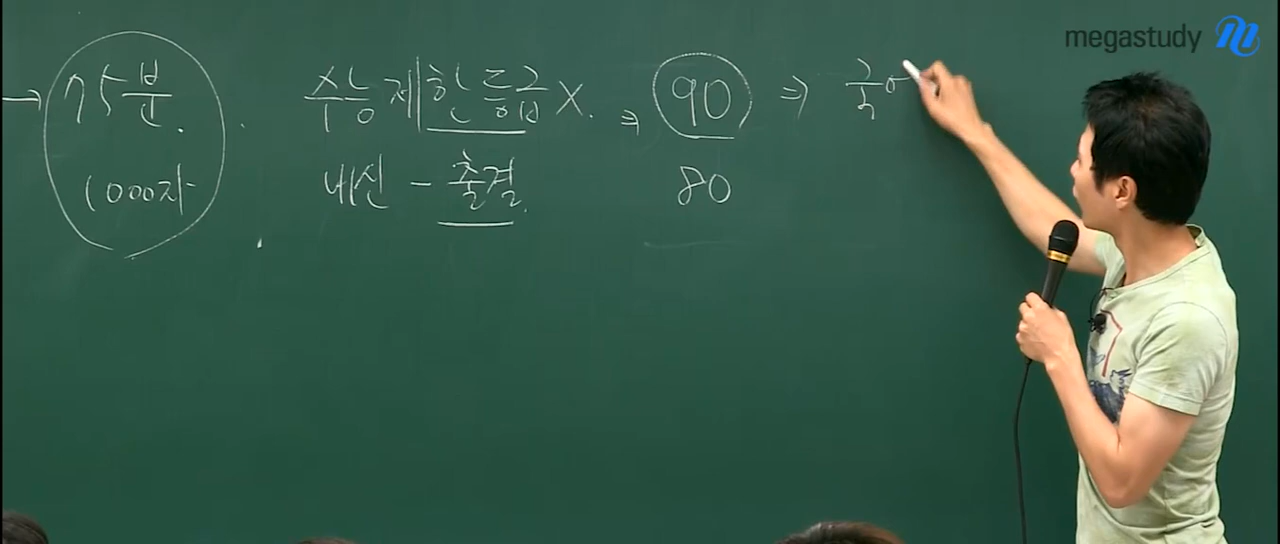 megastudy
→ 75분. 수능 제한등급 X. ⇒ 90 ⇒ 국어
1000자 내신 - 출결. 80